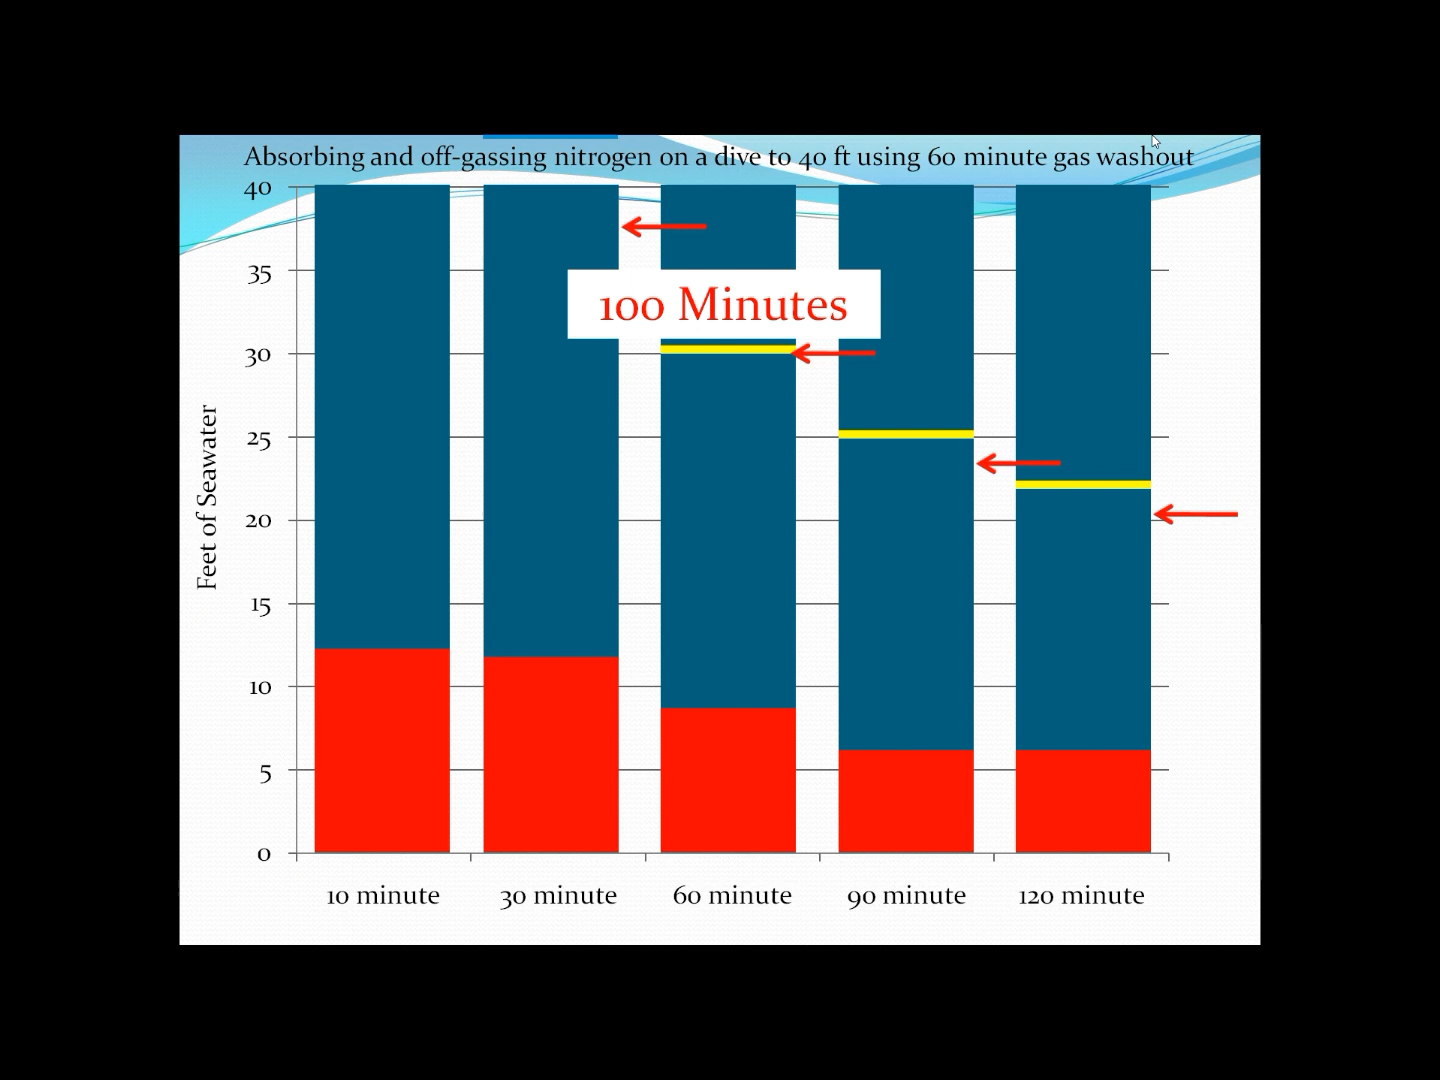 Absorbing and off-gassing nitrogen on a dive to 40 ft using 60 minute gas washout
40
35
100 Minutes
30
25
Feet of Seawater
20
15
10
5
0
10 minute
30 minute
60 minute
90 minute
120 minute